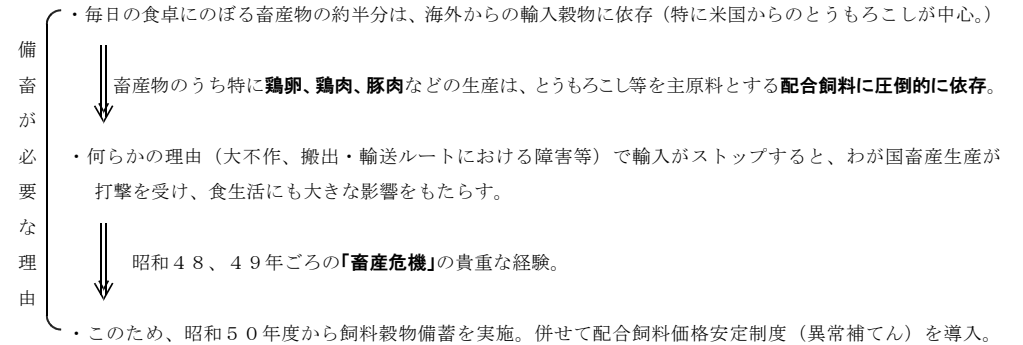 備畜が必要な理由
・毎日の食卓にのぼる畜産物の約半分は、海外からの輸入穀物に依存（特に米国からのとうもろこしが中心。）
畜産物のうち特に鶏卵、鶏肉、豚肉などの生産は、とうもろこし等を主原料とする配合飼料に圧倒的に依存。
・何らかの理由（大不作、搬出・輸送ルートにおける障害等）で輸入がストップすると、わが国畜産生産が
打撃を受け、食生活にも大きな影響をもたらす。
昭和４８、４９年ごろの「畜産危機」の貴重な経験。
・このため、昭和５０年度から飼料穀物備蓄を実施。併せて配合飼料価格安定制度（異常補てん）を導入。